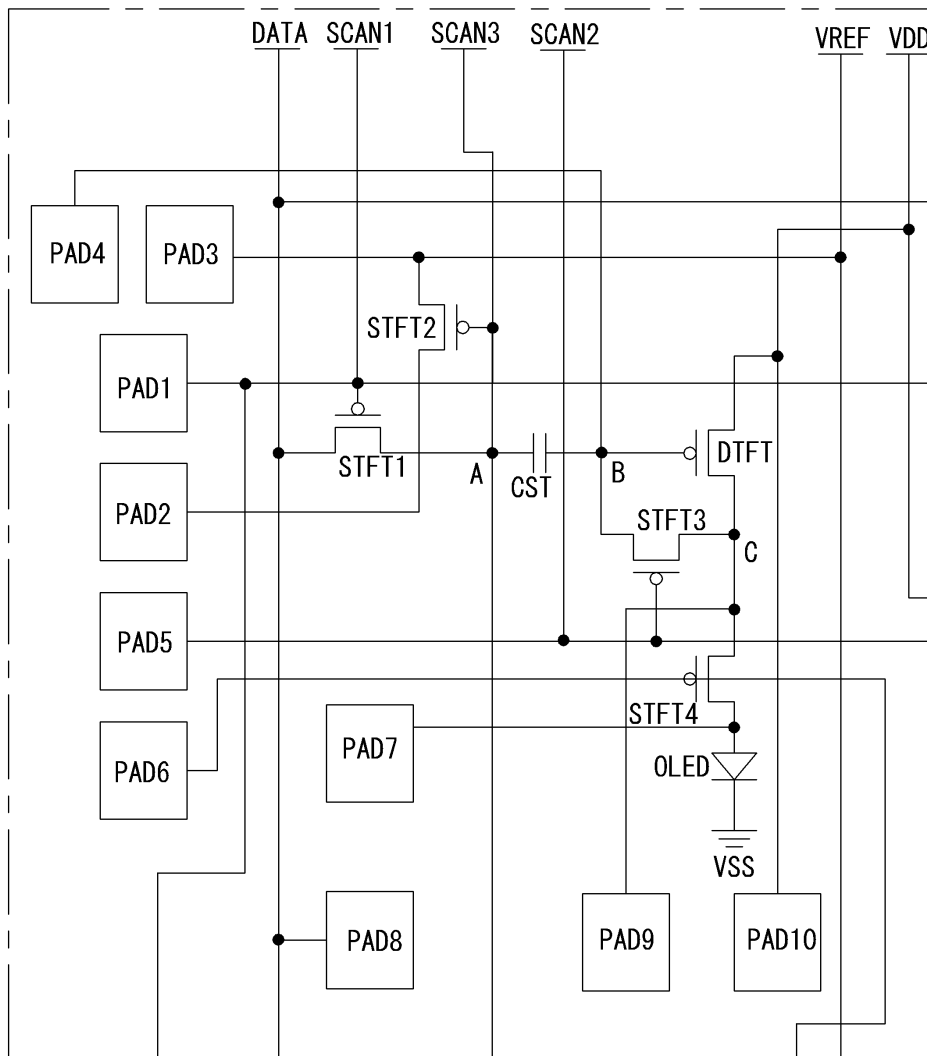 DATA SCAN1 SCAN3 SCAN2 VREF VDD
PAD4 PAD3
STFT2
PAD1
DTFT
STFT1 A CST B
PAD2 STFT3
C
PAD5
STFT4
PAD7 OLED
PAD6
VSS
PAD8 PAD9 PAD10